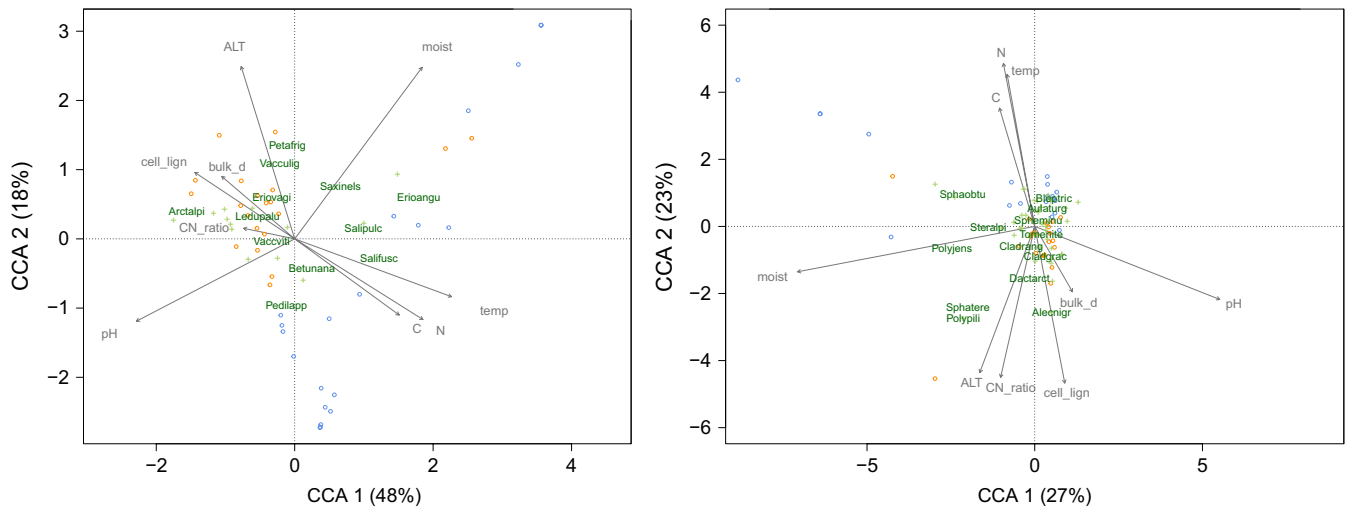 3
2
1
0
−1
−2
−2
0
2
4
CCA 1 (48%)
CCA 2 (18%)
ALT
moist
cell_lign
bulk_d
CN_ratio
pH
temp
C
N
Petafrig
Vacculig
Saxinels
Erioangu
Eriovagi
Arctalpi
Ledupalu
Salipulc
Vaccviti
Salifusc
Betunana
Pedilapp
6
4
2
0
−2
−4
−6
−5
0
5
CCA 1 (27%)
CCA 2 (23%)
N
temp
C
moist
bulk_d
pH
ALT
CN_ratio
cell_lign
Sphaobtu
Bleptric
Aulaturg
Spheminu
Steralpi
Tomenite
Cladrang
Polyjens
Cladgrac
Dactarct
Sphatere
Polypili
Alecnigr